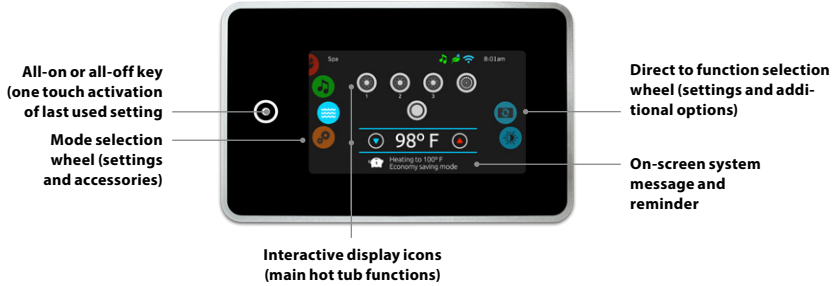 All-on or all-off key
(one touch activation
of last used setting
Mode selection
wheel (settings
and accessories)
Spa
8:01am
1
2
3
98° F
Heating to 100° F
Economy saving mode
Direct to function selection
wheel (settings and addi-
tional options)
On-screen system
message and
reminder
Interactive display icons
(main hot tub functions)